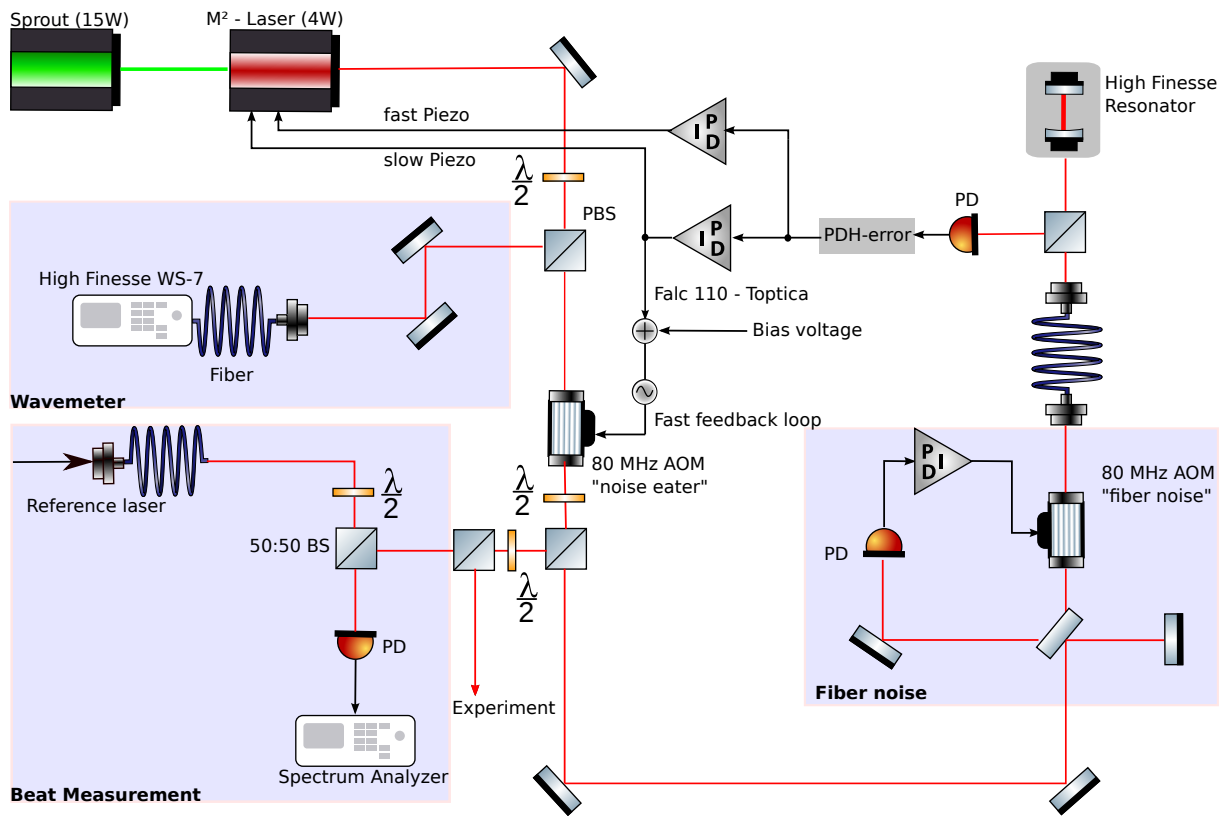 Sprout (15W)
M² - Laser (4W)
fast Piezo
slow Piezo
P
I
D
High Finesse
Resonator
λ
2
PBS
PD
P
I
D
PDH-error
High Finesse WS-7
Fiber
Wavemeter
Falc 110 - Toptica
Bias voltage
Fast feedback loop
80 MHz AOM
"noise eater"
Reference laser
λ
2
λ
2
50:50 BS
λ
2
PD
Experiment
Spectrum Analyzer
Beat Measurement
P
I
D
80 MHz AOM
"fiber noise"
PD
Fiber noise